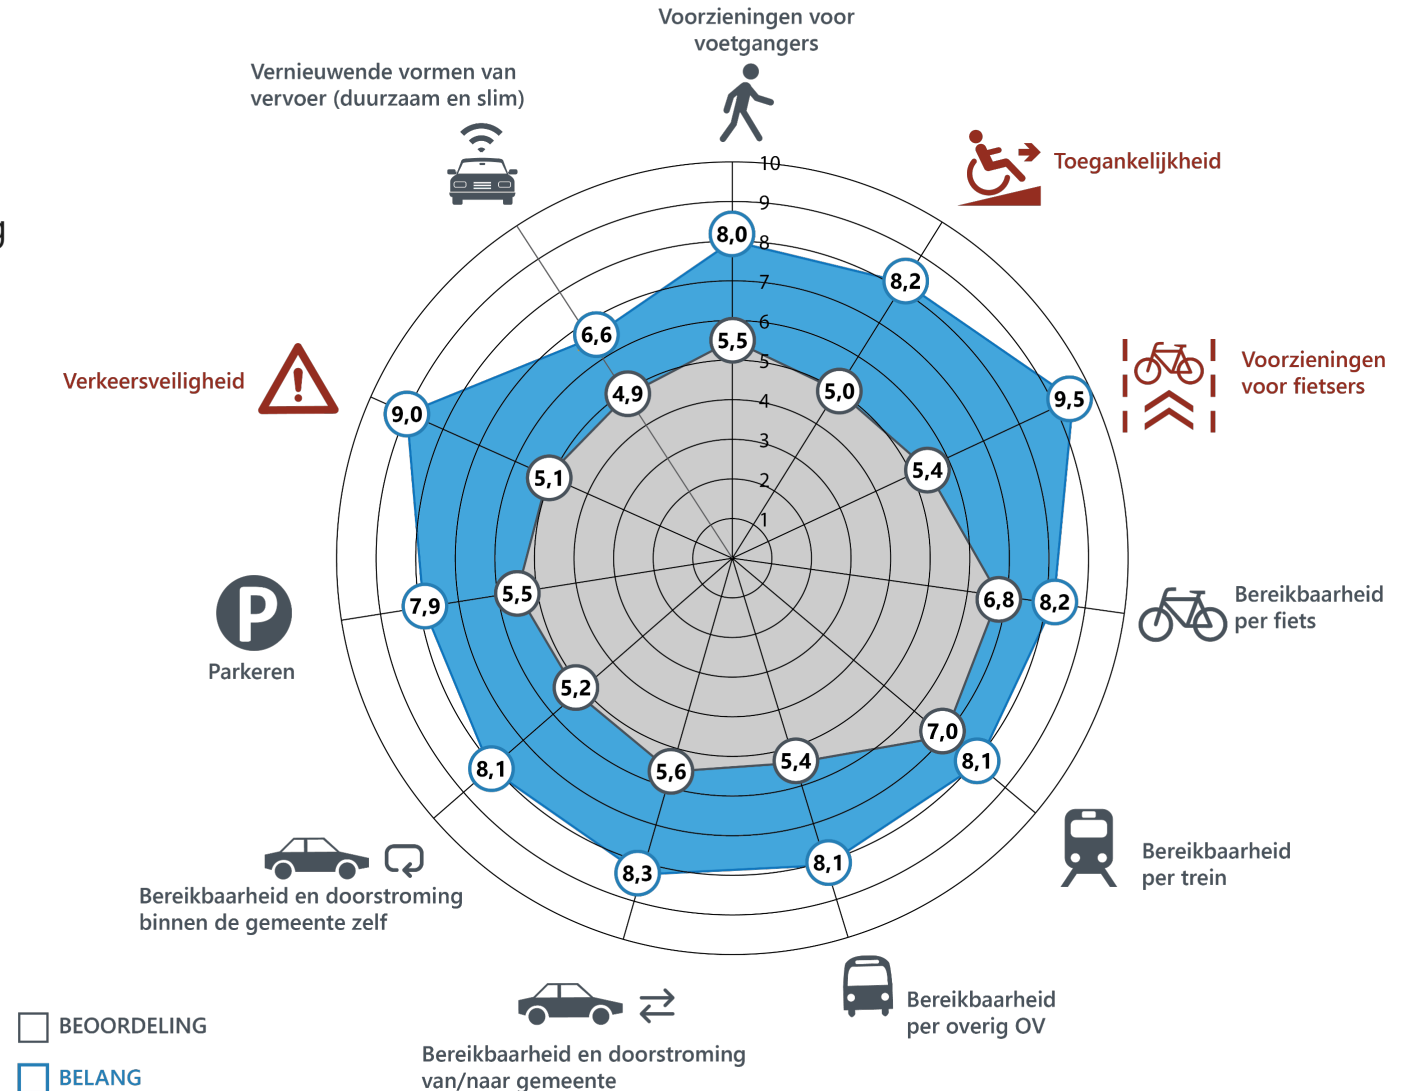 Voorzieningen voor
voetgangers
Vernieuwende vormen van
vervoer (duurzaam en slim)
Toegankelijkheid
10
9
8,0
8
8,2
7
6
6,6
5,5
5
Verkeersveiligheid
Voorzieningen
voor fietsers
9,0
4,9
5,0
4
9,5
3
5,1
5,4
2
1
Parkeren
P
7,9
5,5
6,8
8,2
Bereikbaarheid
per fiets
5,2
7,0
8,1
5,6
5,4
8,1
8,3
8,1
Bereikbaarheid
per trein
Bereikbaarheid en doorstroming
binnen de gemeente zelf
Bereikbaarheid
per overig OV
Bereikbaarheid en doorstroming
van/naar gemeente
BEOORDELING
BELANG